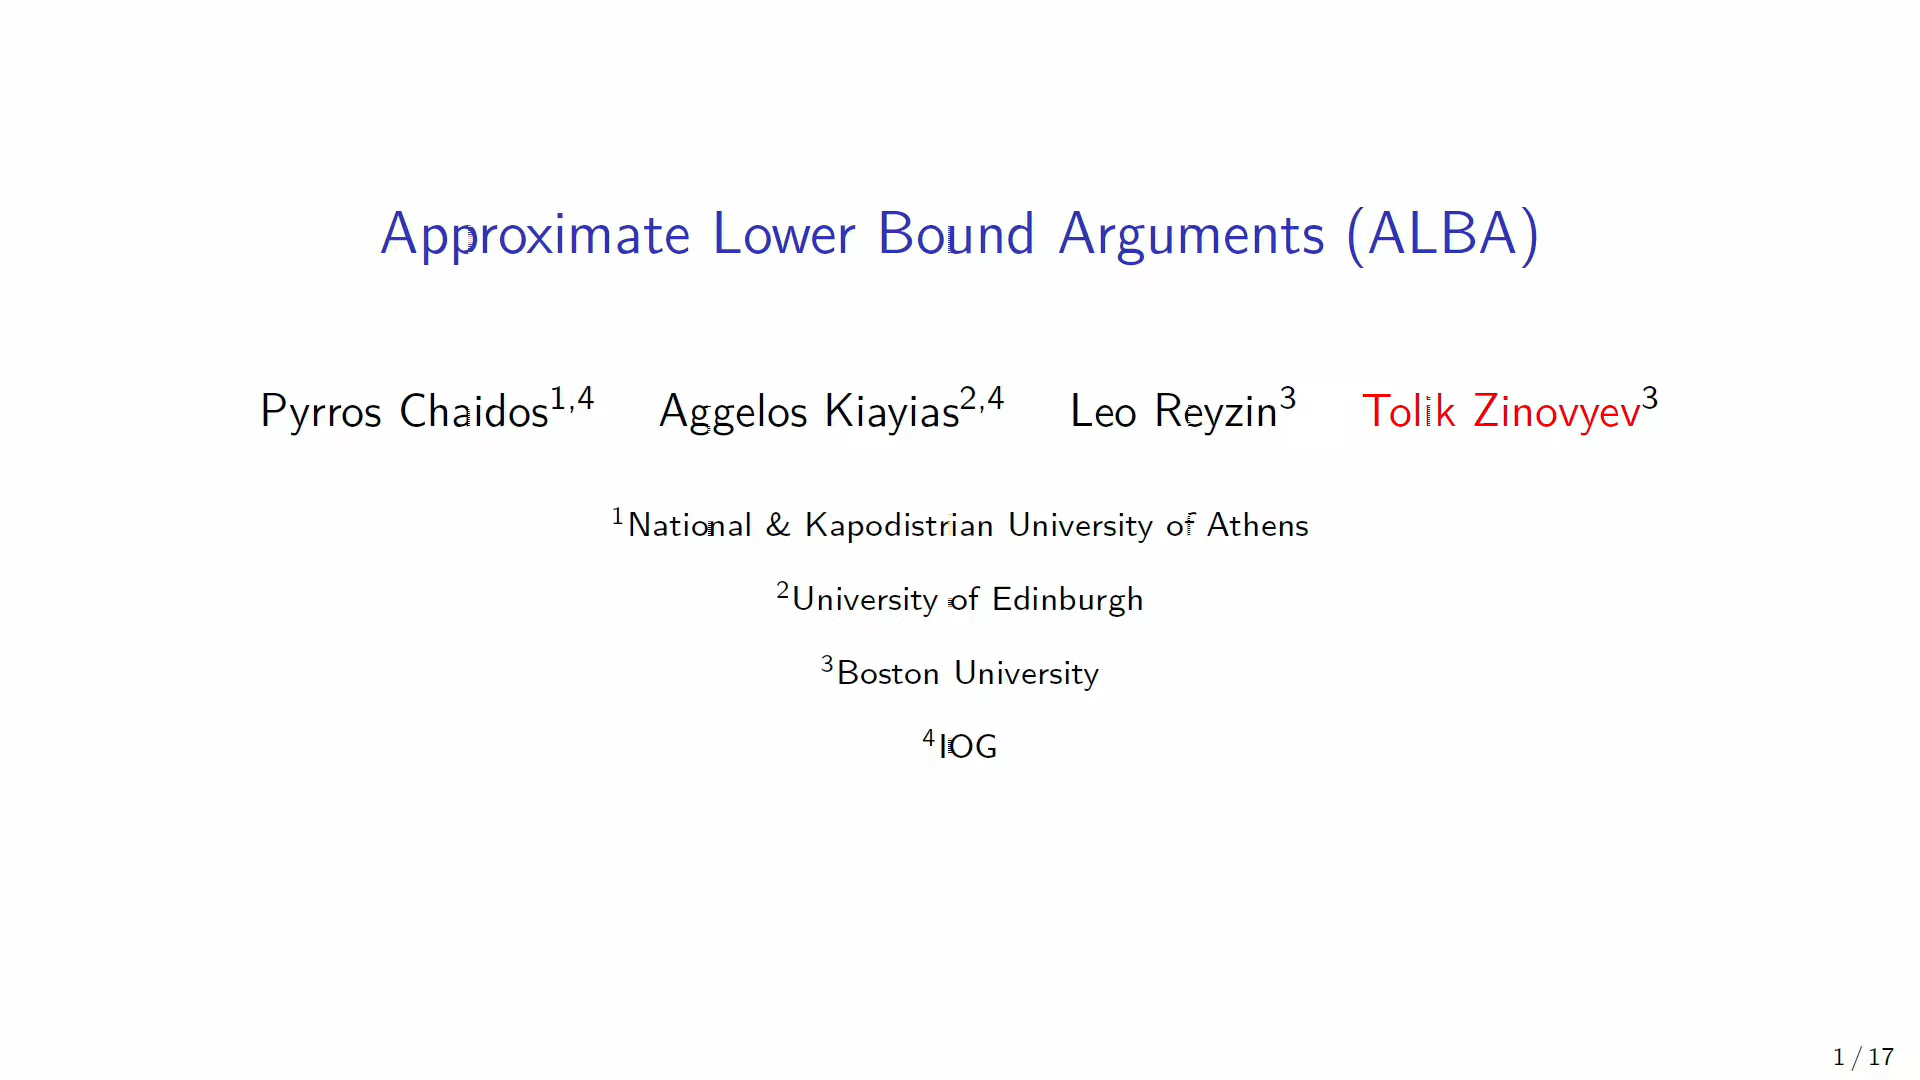 Approximate Lower Bound Arguments (ALBA)
Pyrros Chaidos1,4 Aggelos Kiayias2,4 Leo Reyzin3 Tolik Zinovyev3
1National & Kapodistrian University of Athens
2University of Edinburgh
3Boston University
4IOG
1 / 17